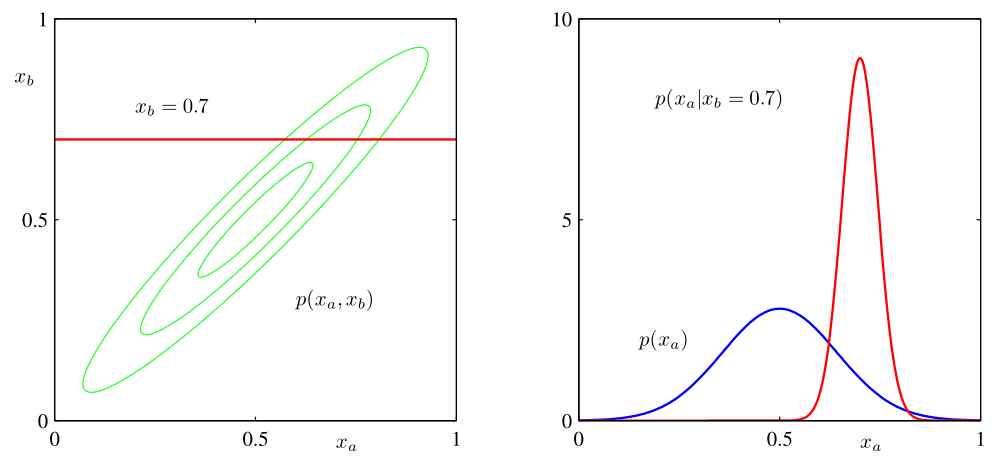 1
x_b
x_b = 0.7
0.5
p(x_a, x_b)
0
0
0.5
x_a
1
10
p(x_a|x_b = 0.7)
5
p(x_a)
0
0
0.5
x_a
1